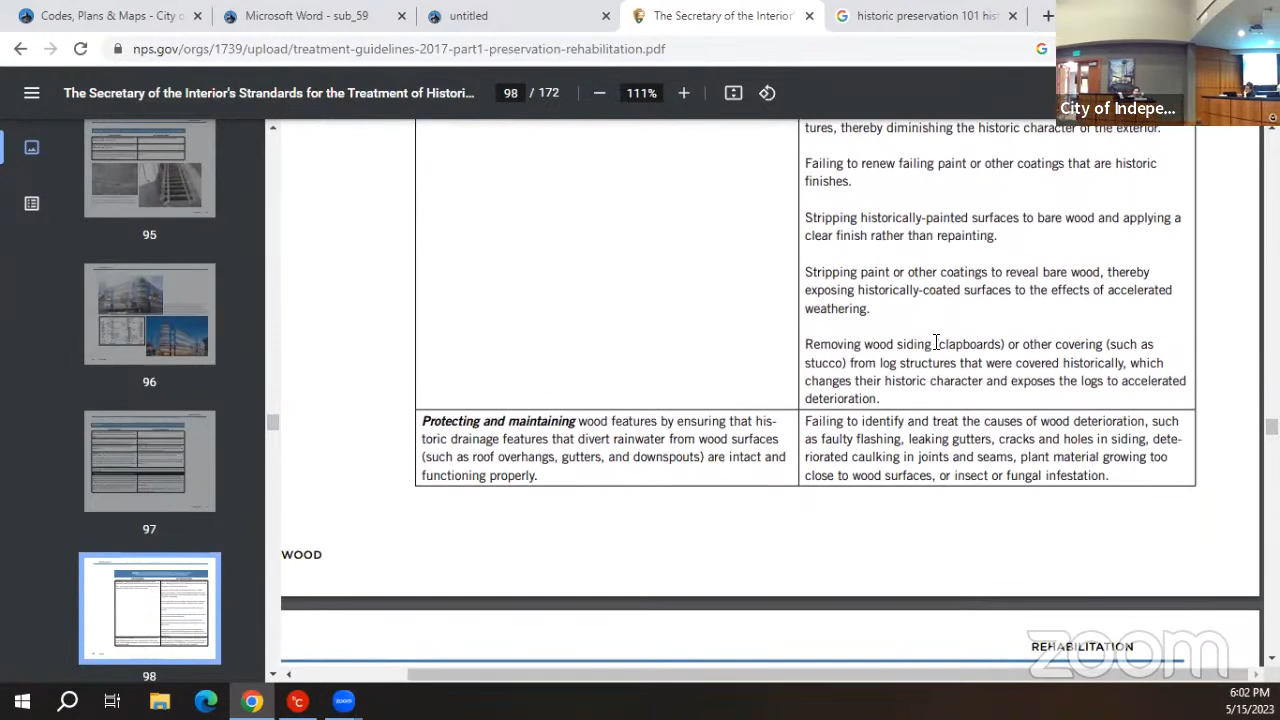 Codes, Plans & Maps - City o
Microsoft Word - sub_59
untitled
The Secretary of the Interior'
historic preservation 101 his
nps.gov/orgs/1739/upload/treatment-guidelines-2017-part1-preservation-rehabilitation.pdf
City of Indepe...
The Secretary of the Interior's Strandards for the Treatment of Histori...
98 / 172
111%
95
96
97
98
tures, thereby diminishing the historic character of the exterior.
Failing to renew failing paint or other coatings that are historic
finishes.
Stripping historically-painted surfaces to bare wood and applying a
clear finish rather than repainting.
Stripping paint or other coatings to reveal bare wood, thereby
exposing historically-coated surfaces to the effects of accelerated
weathering.
Removing wood siding (clapboards) or other covering (such as
stucco) from log structures that were covered historically, which
changes their historic character and exposes the logs to accelerated
deterioration.
Protecting and maintaining wood features by ensuring that his-
toric drainage features that divert rainwater from wood surfaces
(such as roof overhangs, gutters, and downspouts) are intact and
functioning properly.
Failing to identify and treat the causes of wood deterioration, such
as faulty flashing, leaking gutters, cracks and holes in siding, dete-
riorated caulking in joints and seams, plant material growing too
close to wood surfaces, or insect or fungal infestation.
WOOD
REHABILITATION
zoom
zoom
6:02 PM
5/15/2023